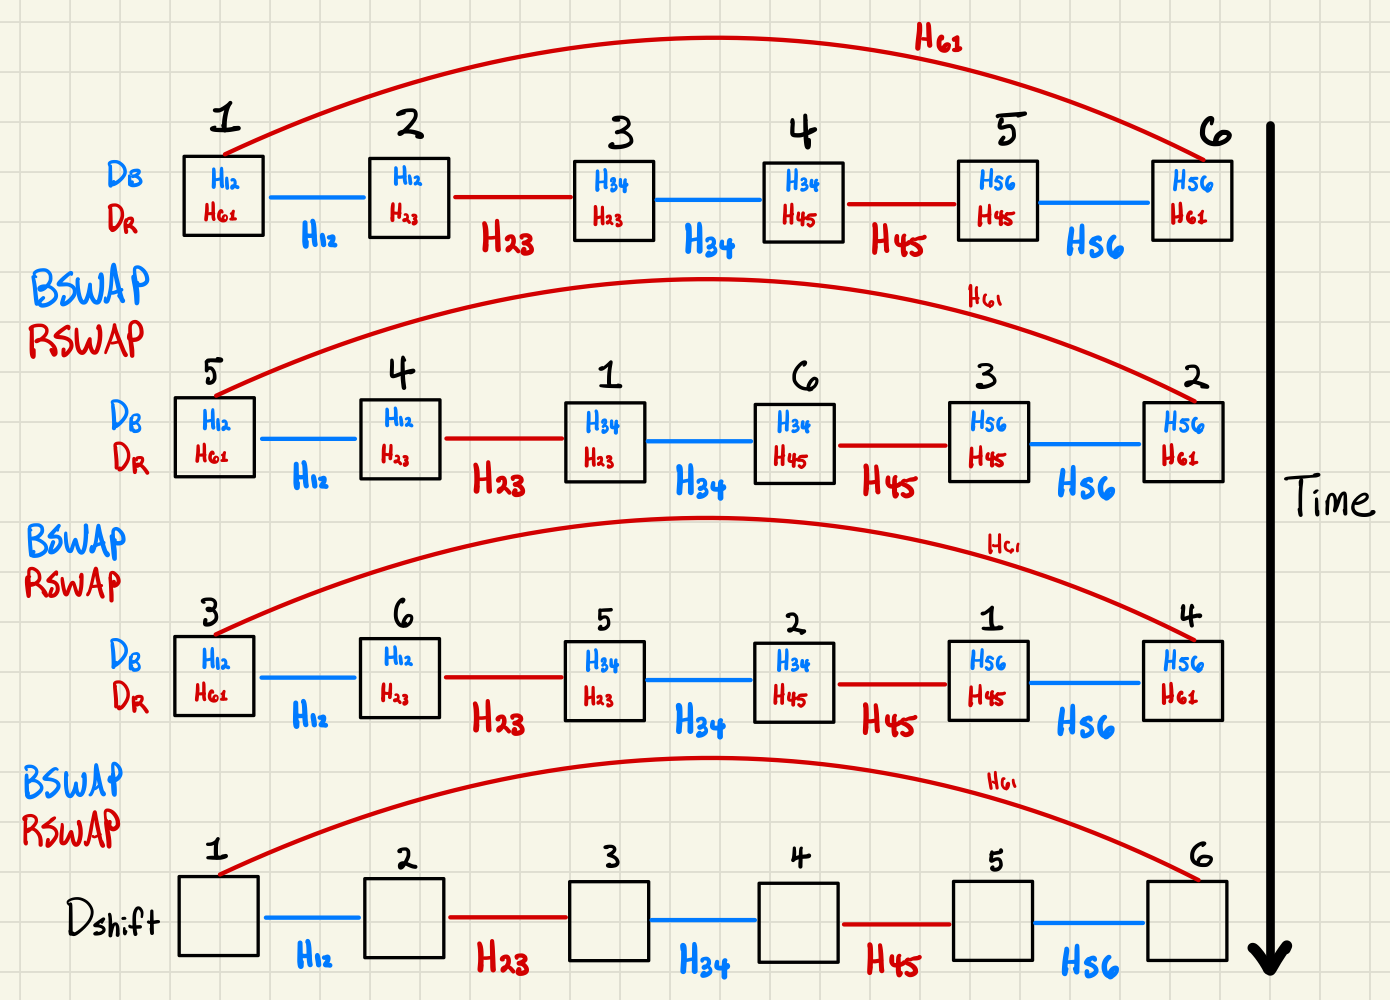 H61
1 2 3 4 5 6
DB H12 H12 H34 H34 H56 H56
DR H61 H23 H23 H45 H45 H61
H12 H23 H34 H45 H56
BSWAP
RSWAP
H61
5 4 1 6 3 2
DB H12 H12 H34 H34 H56 H56
DR H61 H23 H23 H45 H45 H61
H12 H23 H34 H45 H56
Time
BSWAP
RSWAP
H61
3 6 5 2 1 4
DB H12 H12 H34 H34 H56 H56
DR H61 H23 H23 H45 H45 H61
H12 H23 H34 H45 H56
BSWAP
RSWAP
H61
1 2 3 4 5 6
Dshift
H12 H23 H34 H45 H56